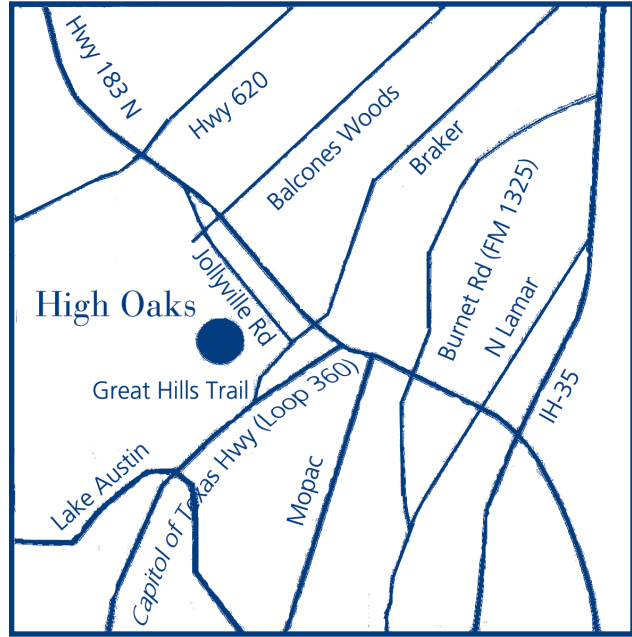 Hwy 183 N
Hwy 620
Balcones Woods
Braker
Burnet Rd (FM 1325)
Jollyville Rd
High Oaks
N Lamar
Great Hills Trail
IH-35
Capitol of Texas Hwy (Loop 360)
Lake Austin
Mopac